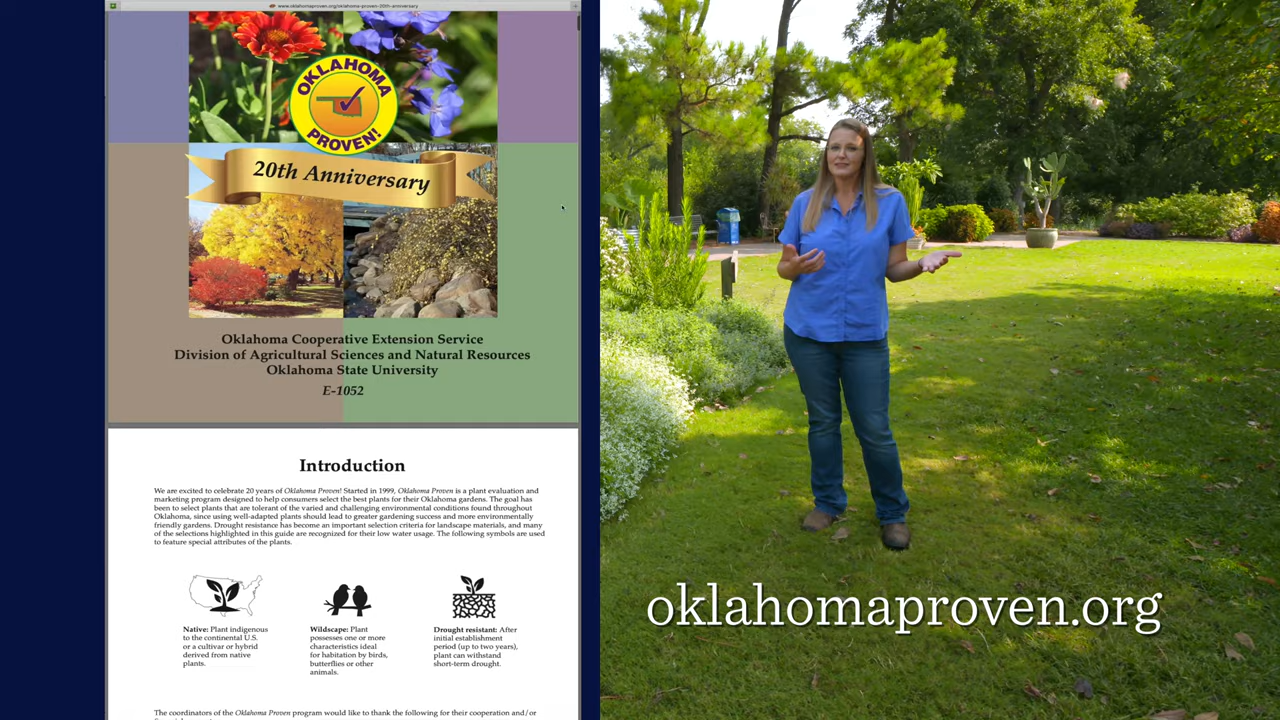 www.oklahomaproven.org/oklahoma-proven-20th-anniversary
OKLAHOMA
PROVEN!
20th Anniversary
Oklahoma Cooperative Extension Service
Division of Agricultural Sciences and Natural Resources
Oklahoma State University
E-1052
Introduction
We are excited to celebrate 20 years of Oklahoma Proven! Started in 1999, Oklahoma Proven is a plant evaluation and
marketing program designed to help consumers select the best plants for their Oklahoma gardens. The goal has
been to select plants that are tolerant of the varied and challenging environmental conditions found throughout
Oklahoma, since using well-adapted plants should lead to greater gardening success and more environmentally
friendly gardens. Drought resistance has become an important selection criteria for landscape materials, and many
of the selections highlighted in this guide are recognized for their low water usage. The following symbols are used
to feature special attributes of the plants.
Native: Plant indigenous
to the continental U.S.
or a cultivar or hybrid
derived from native
plants.
Wildscape: Plant
possesses one or more
characteristics ideal
for habitation by birds,
butterflies or other
animals.
Drought resistant: After
initial establishment
period (up to two years),
plant can withstand
short-term drought.
The coordinators of the Oklahoma Proven program would like to thank the following for their cooperation and/or
oklahomaproven.org